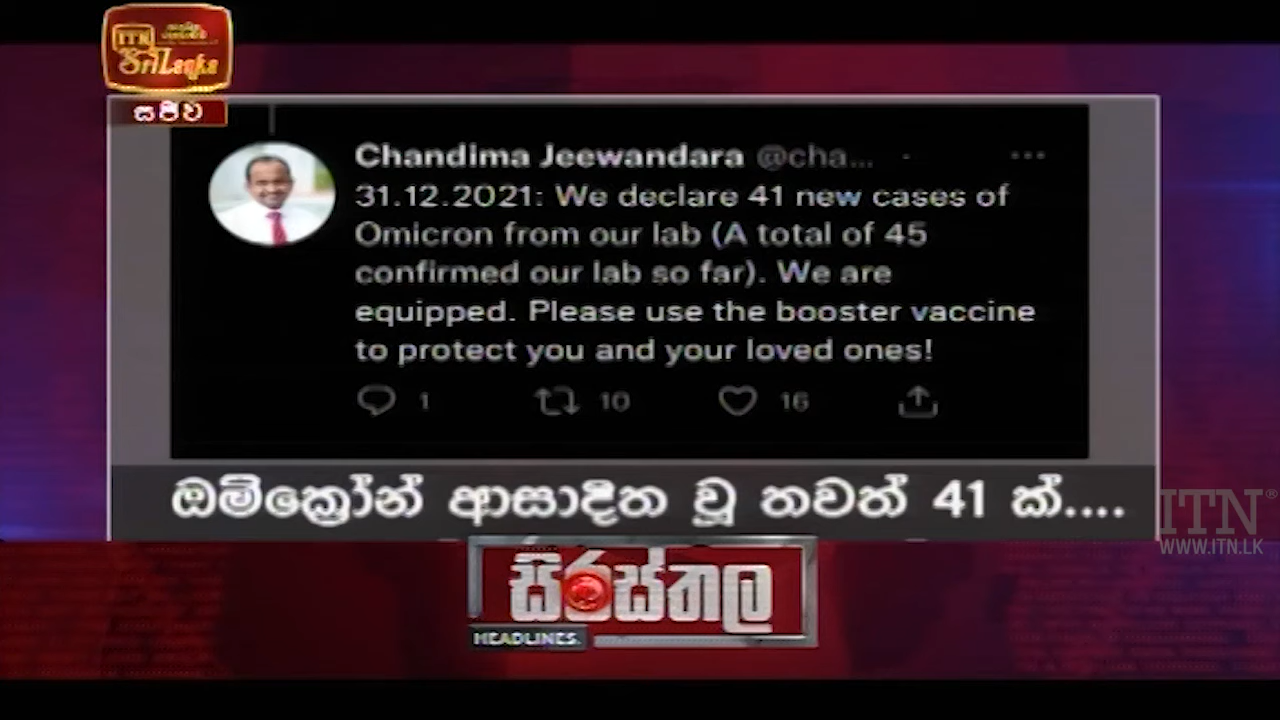 ITN
Sri Lanka
සජීව
Chandima Jeewandara @cha... ·
31.12.2021: We declare 41 new cases of
Omicron from our lab (A total of 45
confirmed our lab so far). We are
equipped. Please use the booster vaccine
to protect you and your loved ones!
1 10 16
ඔමික්‍රෝන් ආසාදිත වූ තවත් 41 ක්....
ITN®
WWW.ITN.LK
සිරස්තල
HEADLINES